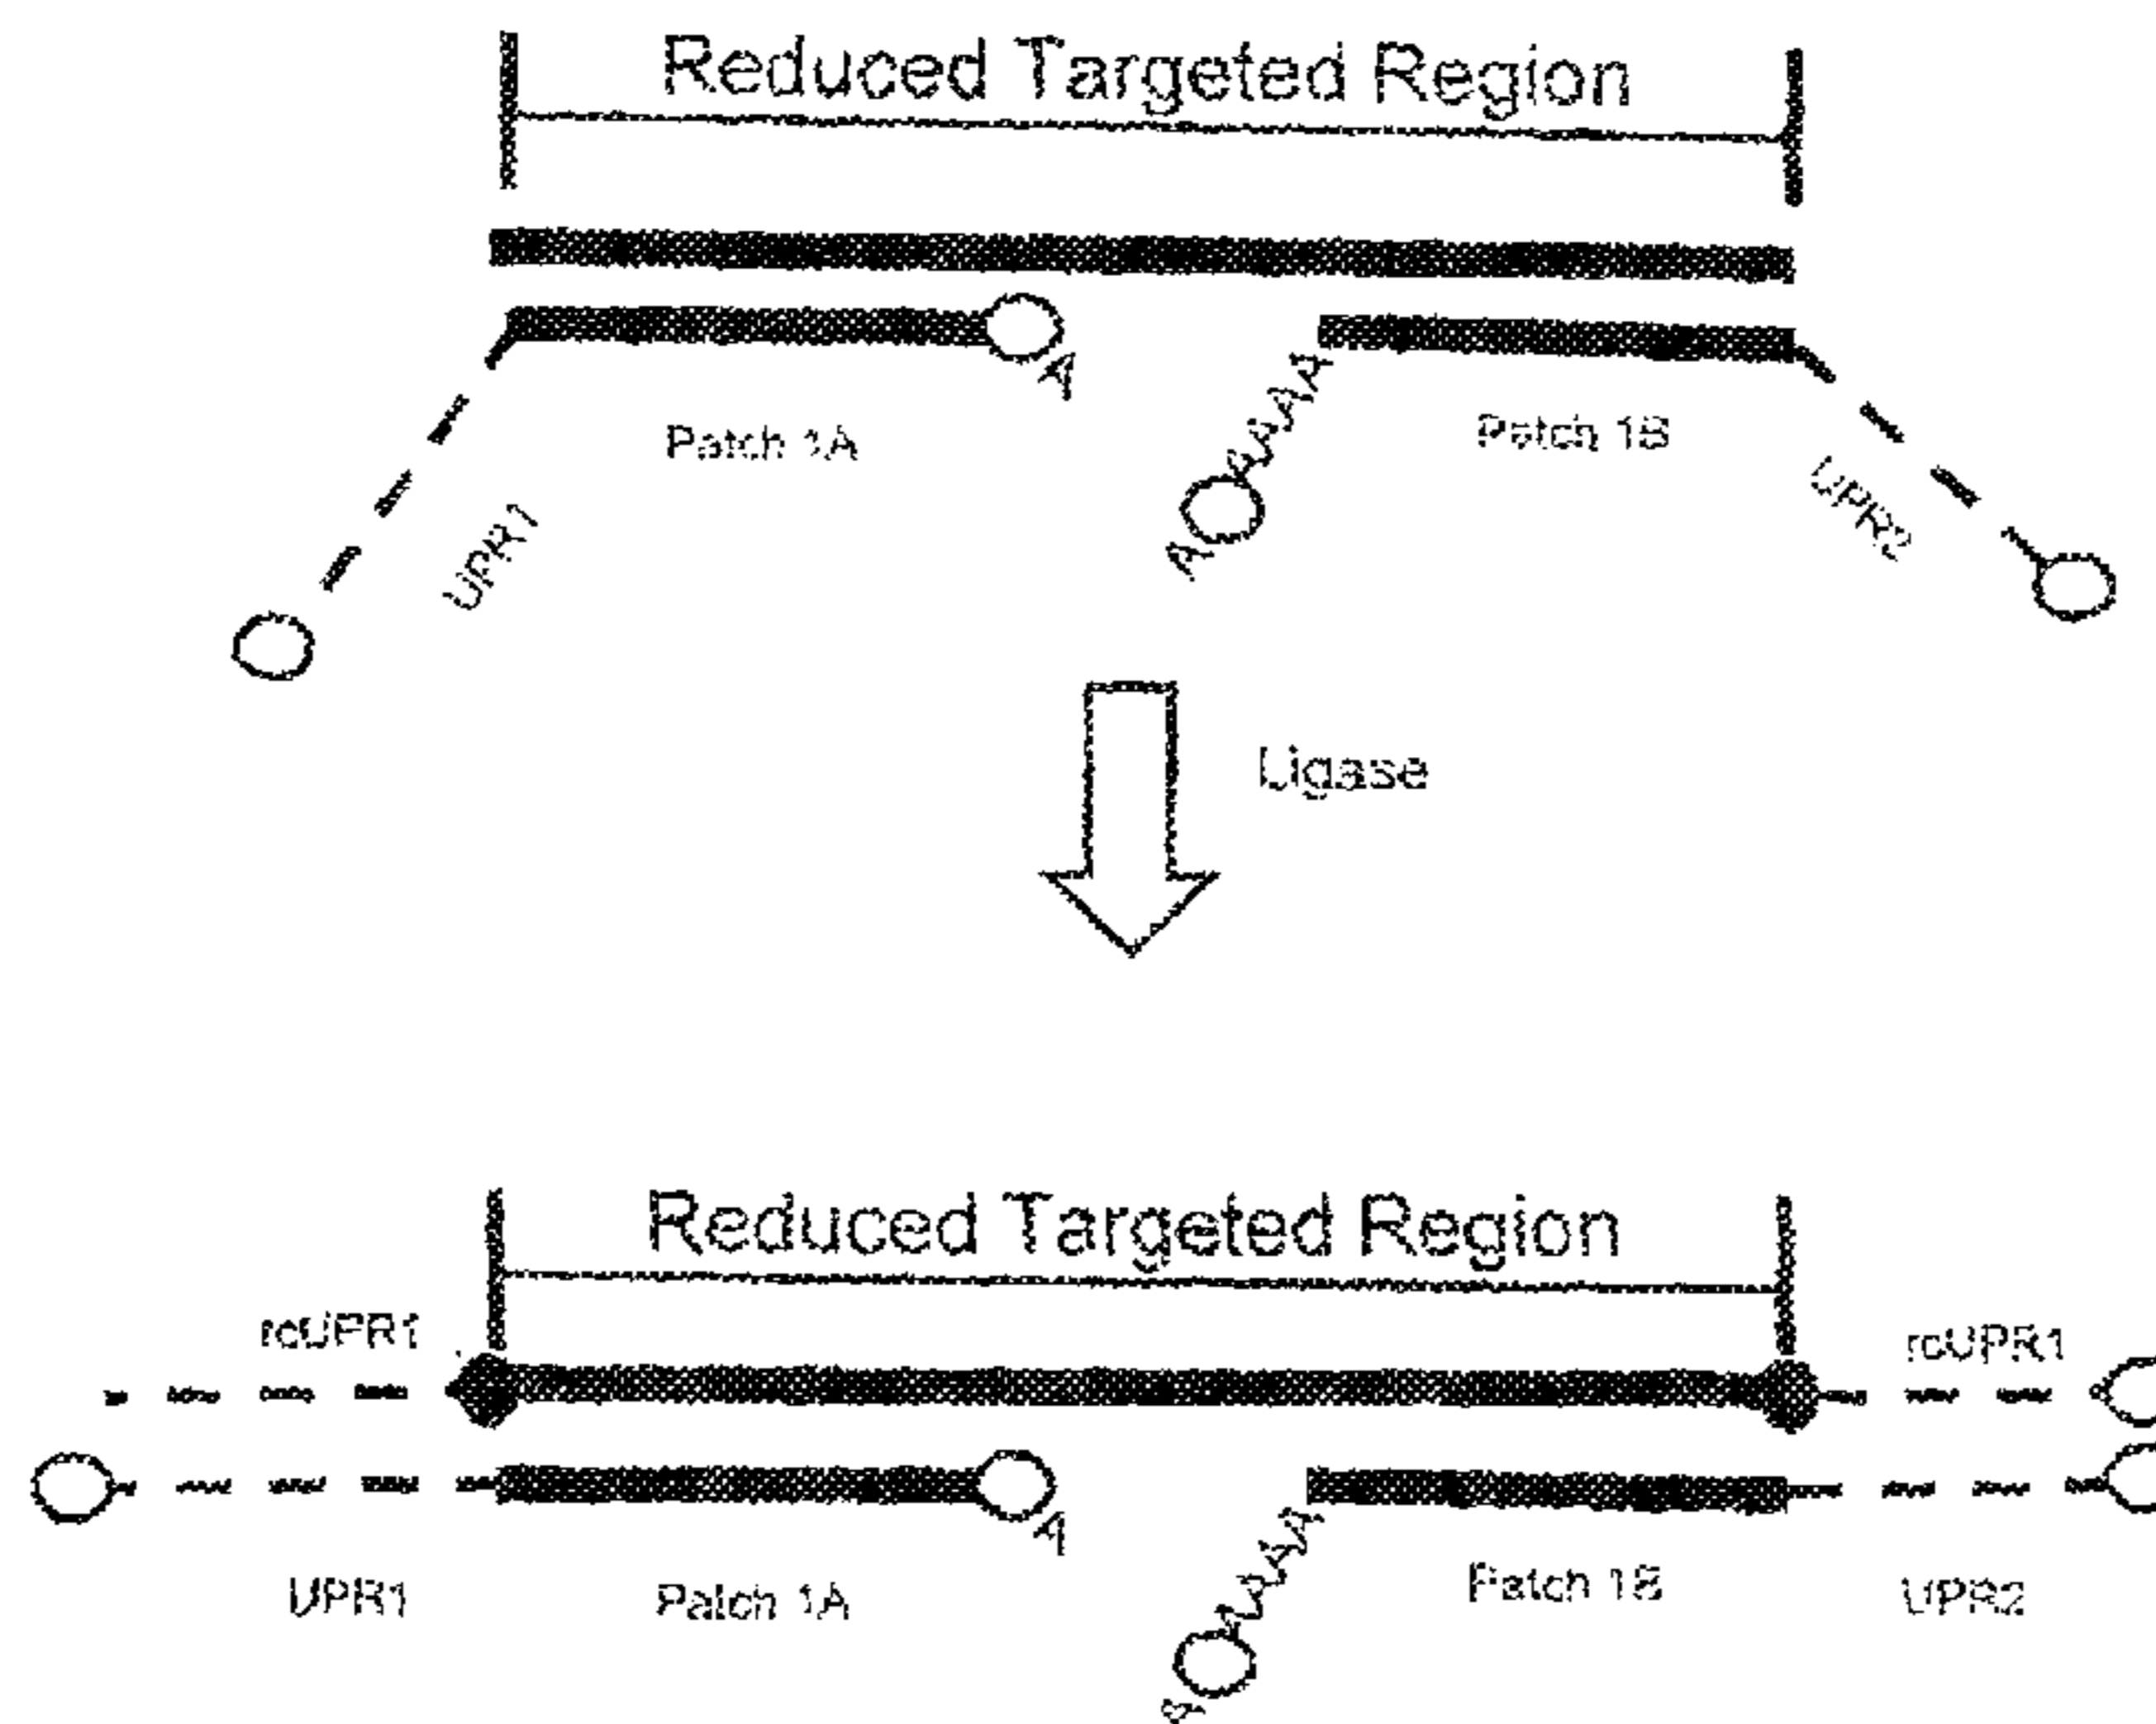 Reduced Targeted Region
A
AAAA
A
Patch 1A
Patch 1B
UPR1
UPR2
Ligase
Reduced Targeted Region
rcUPR1
rcUPR1
A
AAAA
UPR1
Patch 1A
Patch 1B
UPR2
A